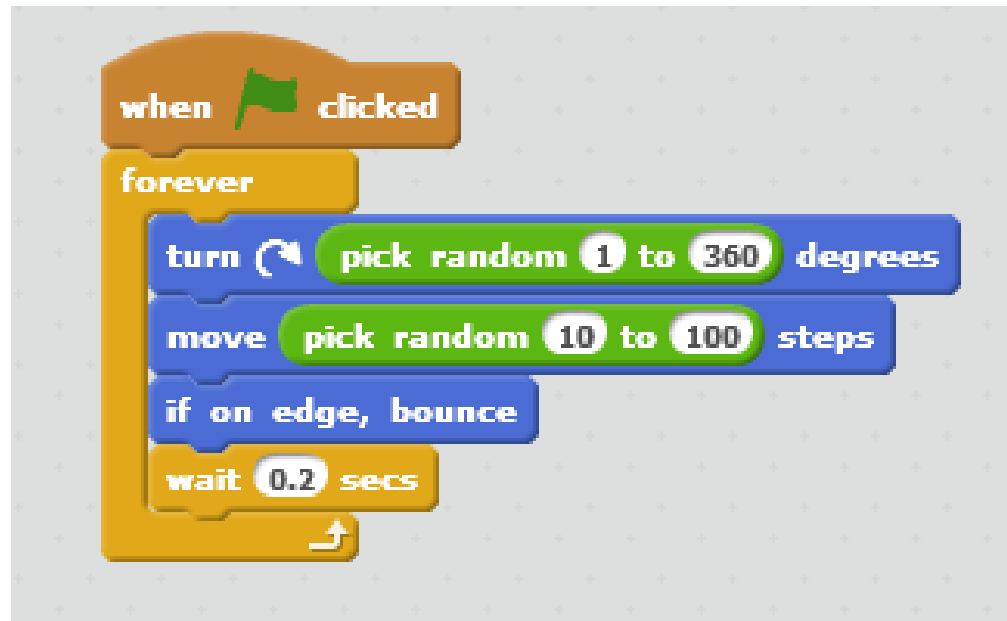 when clicked
forever
turn pick random 1 to 360 degrees
move pick random 10 to 100 steps
if on edge, bounce
wait 0.2 secs